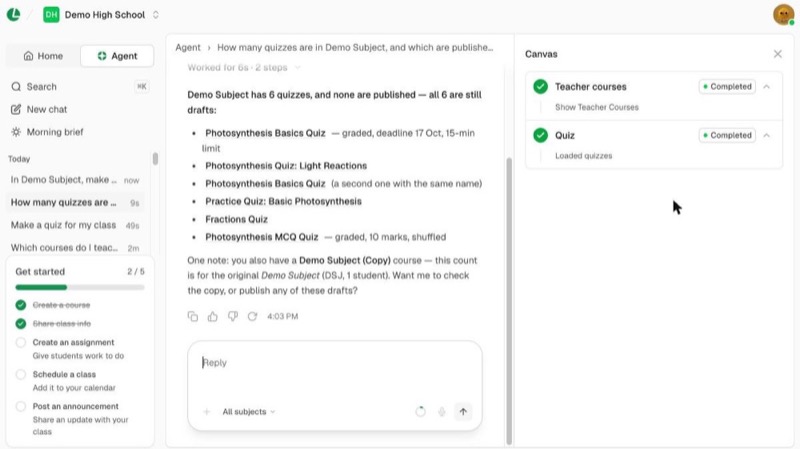 DH Demo High School
Home
Agent
Search ⌘K
New chat
Morning brief
Today
In Demo Subject, make ... now
How many quizzes are ... 9s
Make a quiz for my class 49s
Which courses do I teac... 2m
Get started 2 / 5
Create a course
Share class info
Create an assignment
Give students work to do
Schedule a class
Add it to your calendar
Post an announcement
Share an update with your
class
Agent › How many quizzes are in Demo Subject, and which are publishe...
Worked for 6s · 2 steps
Demo Subject has 6 quizzes, and none are published — all 6 are still
drafts:
• Photosynthesis Basics Quiz — graded, deadline 17 Oct, 15-min
limit
• Photosynthesis Quiz: Light Reactions
• Photosynthesis Basics Quiz (a second one with the same name)
• Practice Quiz: Basic Photosynthesis
• Fractions Quiz
• Photosynthesis MCQ Quiz — graded, 10 marks, shuffled
One note: you also have a Demo Subject (Copy) course — this count
is for the original Demo Subject (DSJ, 1 student). Want me to check
the copy, or publish any of these drafts?
4:03 PM
Reply
All subjects
Canvas
Teacher courses Completed
Show Teacher Courses
Quiz Completed
Loaded quizzes